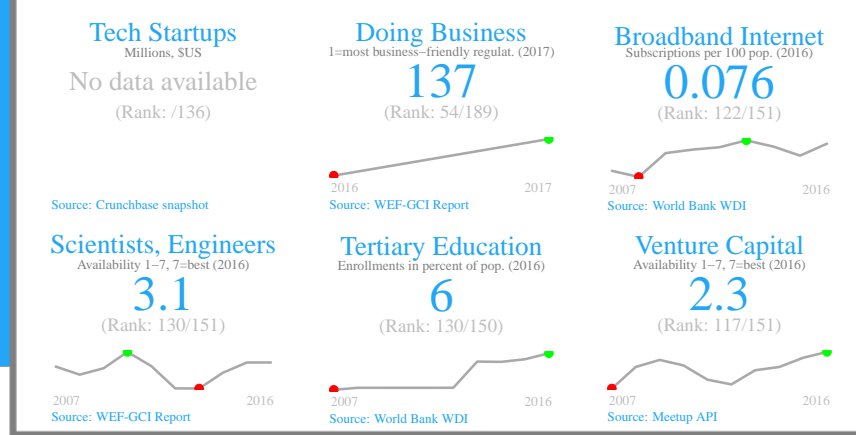 Tech Startups
Millions, $US
No data available
(Rank: /136)
Source: Crunchbase snapshot
Doing Business
1=most business−friendly regulat. (2017)
137
(Rank: 54/189)
2016 2017
Source: WEF-GCI Report
Broadband Internet
Subscriptions per 100 pop. (2016)
0.076
(Rank: 122/151)
2007 2016
Source: World Bank WDI
Scientists, Engineers
Availability 1−7, 7=best (2016)
3.1
(Rank: 130/151)
2007 2016
Source: WEF-GCI Report
Tertiary Education
Enrollments in percent of pop. (2016)
6
(Rank: 130/150)
2007 2016
Source: World Bank WDI
Venture Capital
Availability 1−7, 7=best (2016)
2.3
(Rank: 117/151)
2007 2016
Source: Meetup API